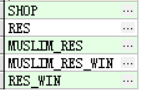 SHOP ...
RES ...
MUSLIM_RES ...
MUSLIM_RES_WIN ...
RES_WIN ...